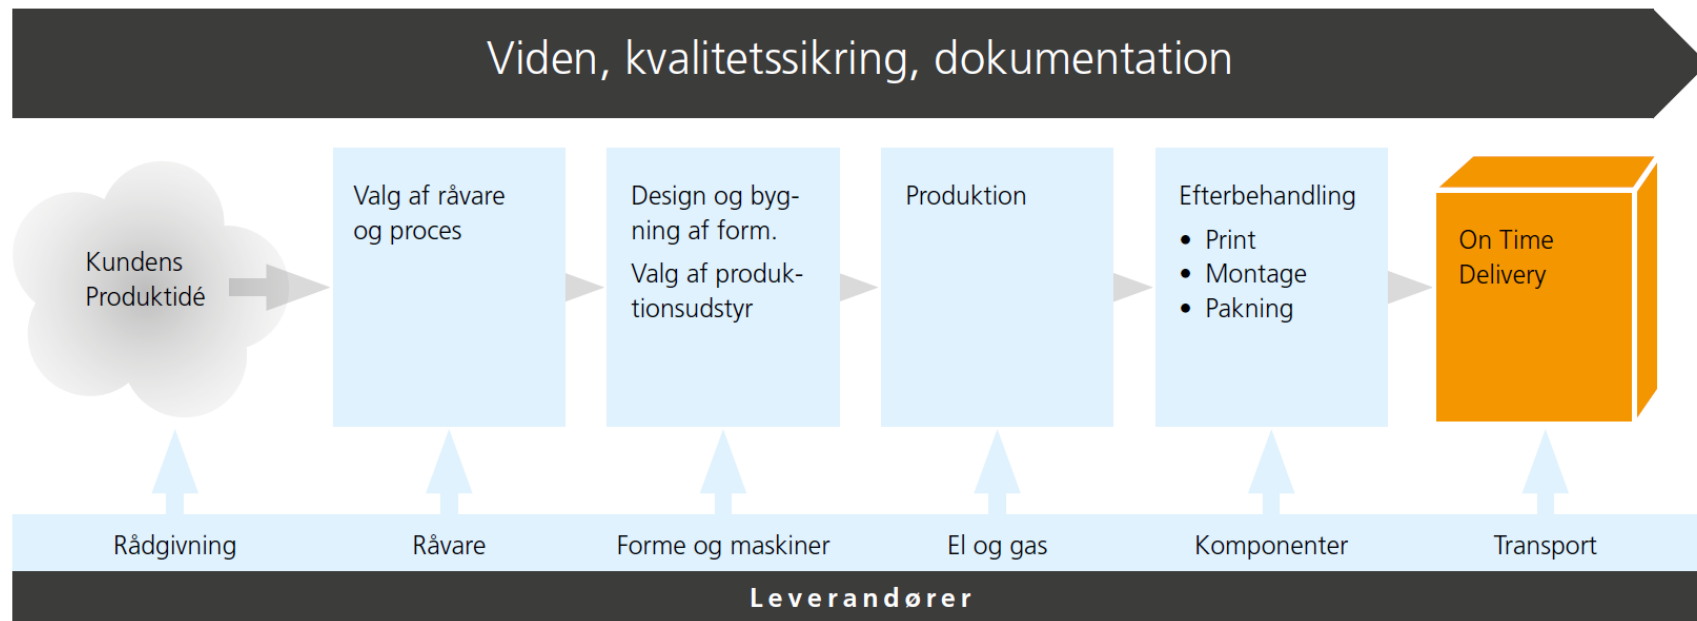 Viden, kvalitetssikring, dokumentation
Kundens
Produktidé
Valg af råvare
og proces
Design og byg-
ning af form.
Valg af produk-
tionsudstyr
Produktion
Efterbehandling
• Print
• Montage
• Pakning
On Time
Delivery
Rådgivning
Råvare
Forme og maskiner
El og gas
Komponenter
Transport
Leverandører